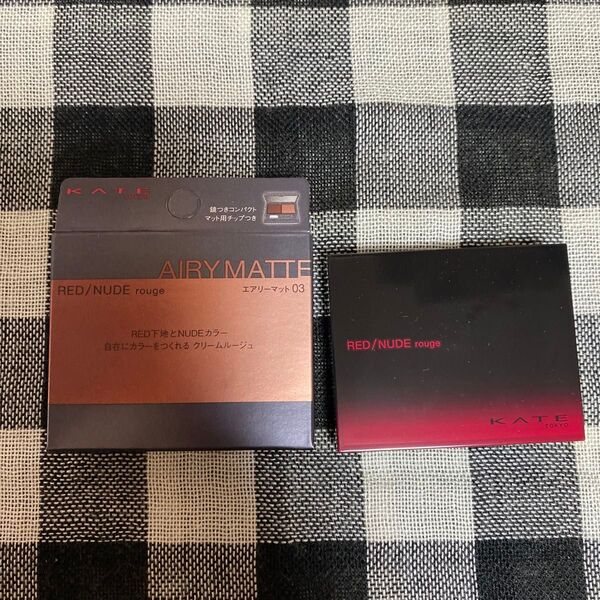 KATE
TOKYO
鏡つきコンパクト
マット用チップつき
AIRY MATTE
RED/NUDE rouge
エアリーマット 03
RED下地とNUDEカラー
自在にカラーをつくれる クリームルージュ
RED/NUDE rouge
KATE
TOKYO